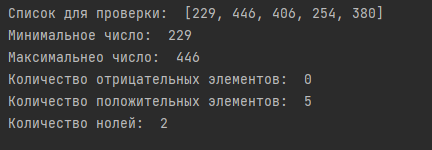 Список для проверки:  [229, 446, 406, 254, 380]
Минимальное число:  229
Максимальнео число:  446
Количество отрицательных элементов:  0
Количество положительных элементов:  5
Количество нолей:  2